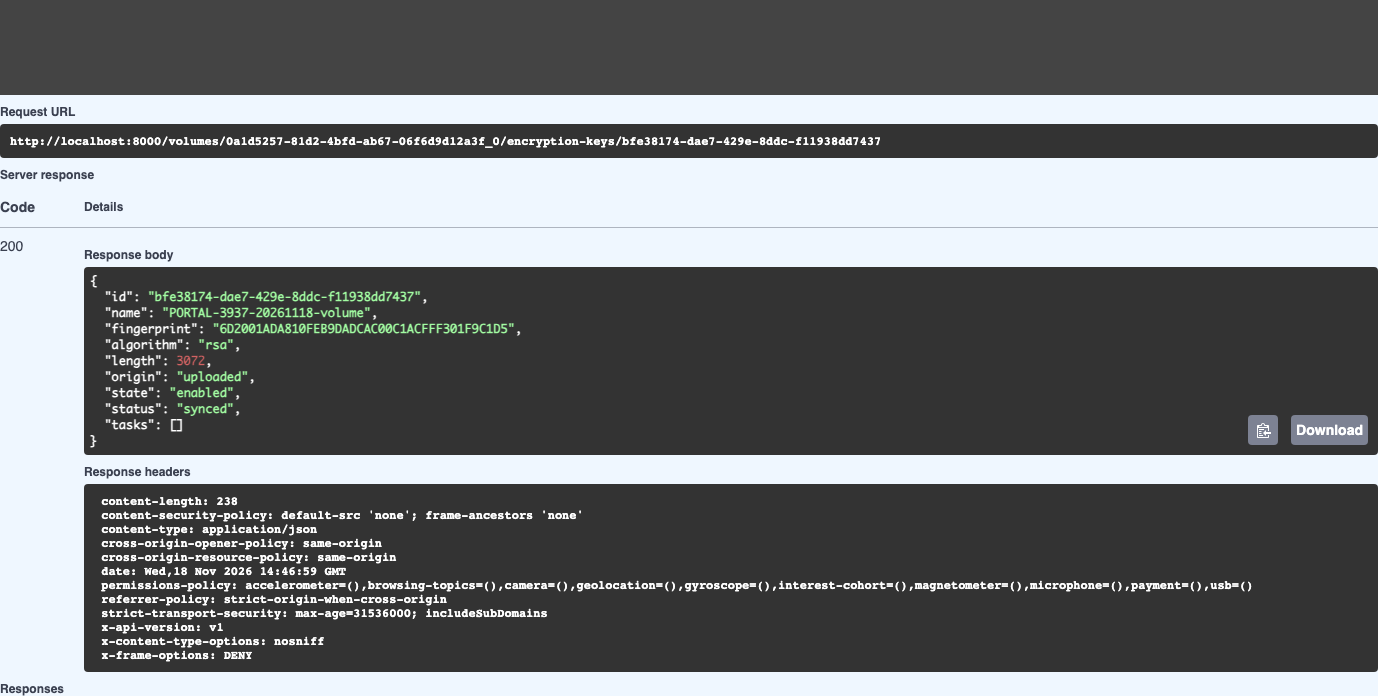 Request URL
http://localhost:8000/volumes/0a1d5257-81d2-4bfd-ab67-06f6d9d12a3f_0/encryption-keys/bfe38174-dae7-429e-8ddc-f11938dd7437
Server response
Code Details
200
Response body
{
  "id": "bfe38174-dae7-429e-8ddc-f11938dd7437",
  "name": "PORTAL-3937-20261118-volume",
  "fingerprint": "6D2001ADA810FEB9DADCAC00C1ACFFF301F9C1D5",
  "algorithm": "rsa",
  "length": 3072,
  "origin": "uploaded",
  "state": "enabled",
  "status": "synced",
  "tasks": []
}
Download
Response headers
content-length: 238
content-security-policy: default-src 'none'; frame-ancestors 'none'
content-type: application/json
cross-origin-opener-policy: same-origin
cross-origin-resource-policy: same-origin
date: Wed,18 Nov 2026 14:46:59 GMT
permissions-policy: accelerometer=(),browsing-topics=(),camera=(),geolocation=(),gyroscope=(),interest-cohort=(),magnetometer=(),microphone=(),payment=(),usb=()
referrer-policy: strict-origin-when-cross-origin
strict-transport-security: max-age=31536000; includeSubDomains
x-api-version: v1
x-content-type-options: nosniff
x-frame-options: DENY
Responses